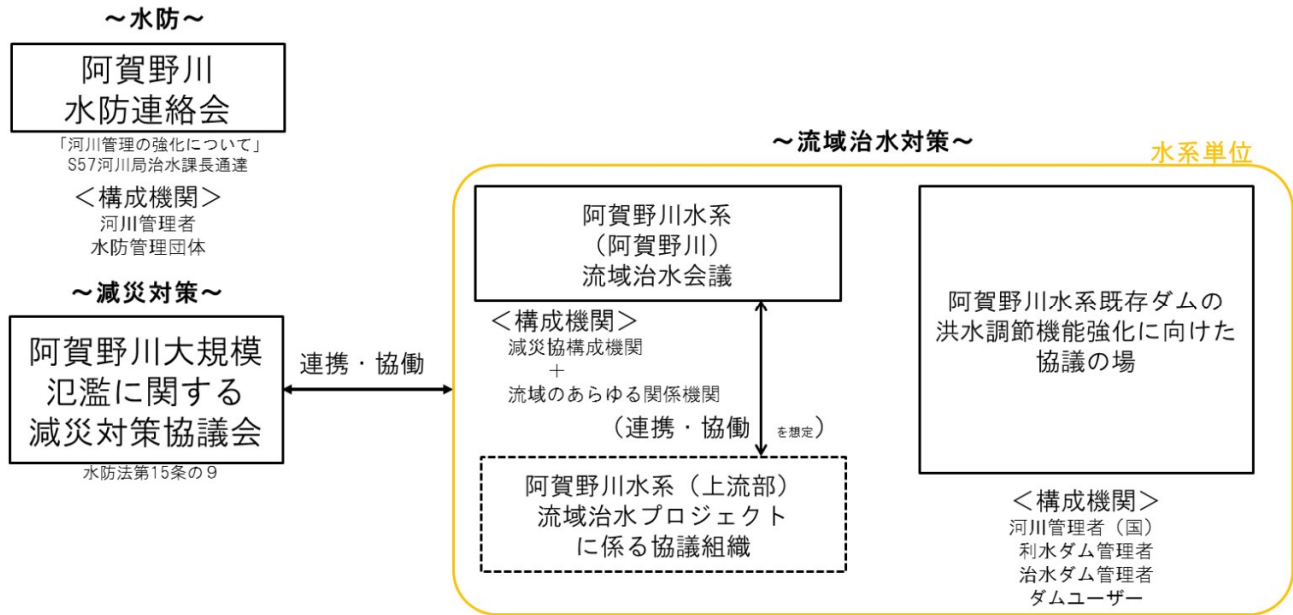 ～水防～
阿賀野川
水防連絡会
「河川管理の強化について」
S57河川局治水課長通達
＜構成機関＞
河川管理者
水防管理団体
～減災対策～
阿賀野川大規模
氾濫に関する
減災対策協議会
水防法第15条の９
連携・協働
～流域治水対策～
水系単位
阿賀野川水系
（阿賀野川）
流域治水会議
＜構成機関＞
減災協構成機関
＋
流域のあらゆる関係機関
（連携・協働 を想定）
阿賀野川水系（上流部）
流域治水プロジェクト
に係る協議組織
阿賀野川水系既存ダムの
洪水調節機能強化に向けた
協議の場
＜構成機関＞
河川管理者（国）
利水ダム管理者
治水ダム管理者
ダムユーザー